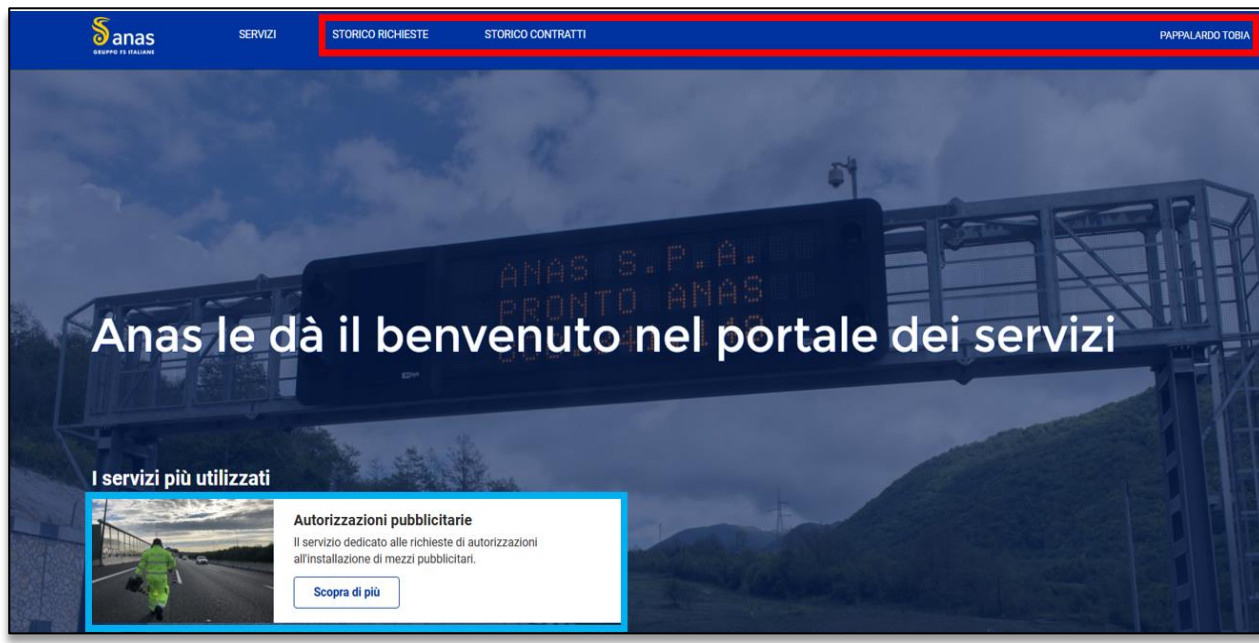 anas
GRUPPO FS ITALIANE
SERVIZI
STORICO RICHIESTE
STORICO CONTRATTI
PAPPALARDO TOBIA
ANAS S.P.A.
PRONTO ANAS
Anas le dà il benvenuto nel portale dei servizi
I servizi più utilizzati
Autorizzazioni pubblicitarie
Il servizio dedicato alle richieste di autorizzazioni
all'installazione di mezzi pubblicitari.
Scopra di più